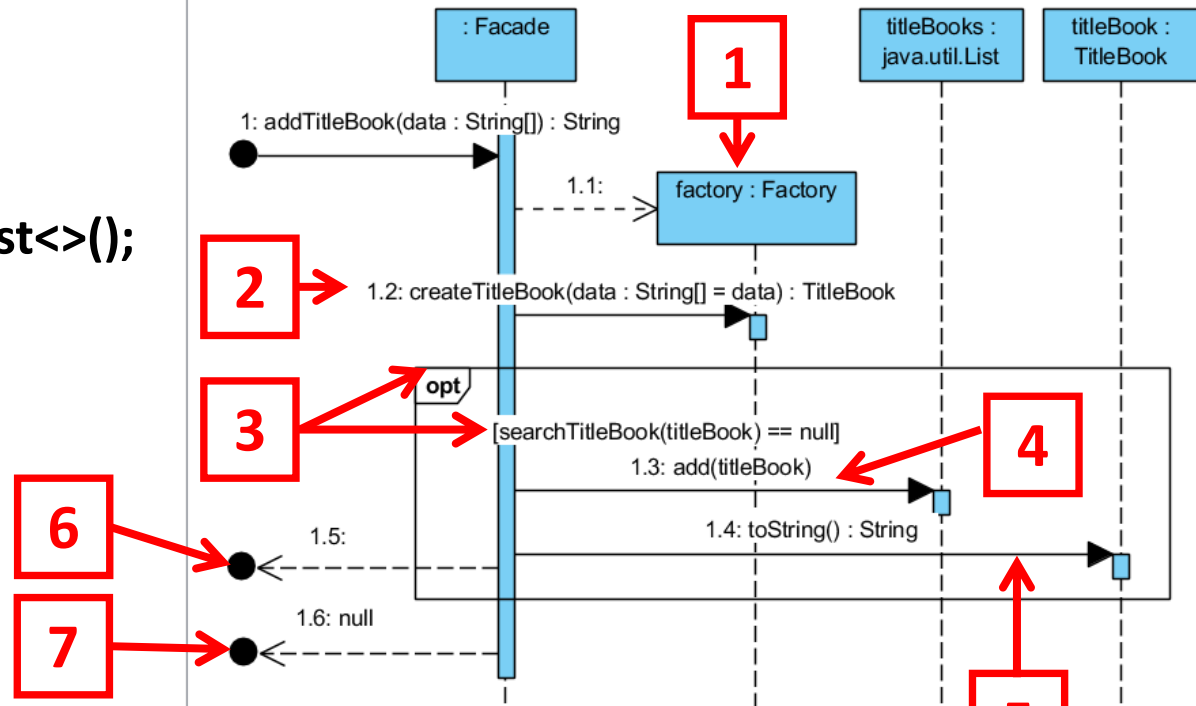 : Facade
titleBooks :
java.util.List
titleBook :
TitleBook
1
1: addTitleBook(data : String[]) : String
1.1:
factory : Factory
st<>();
2
1.2: createTitleBook(data : String[] = data) : TitleBook
opt
3
[searchTitleBook(titleBook) == null]
4
1.3: add(titleBook)
6
1.5:
1.4: toString() : String
7
1.6: null